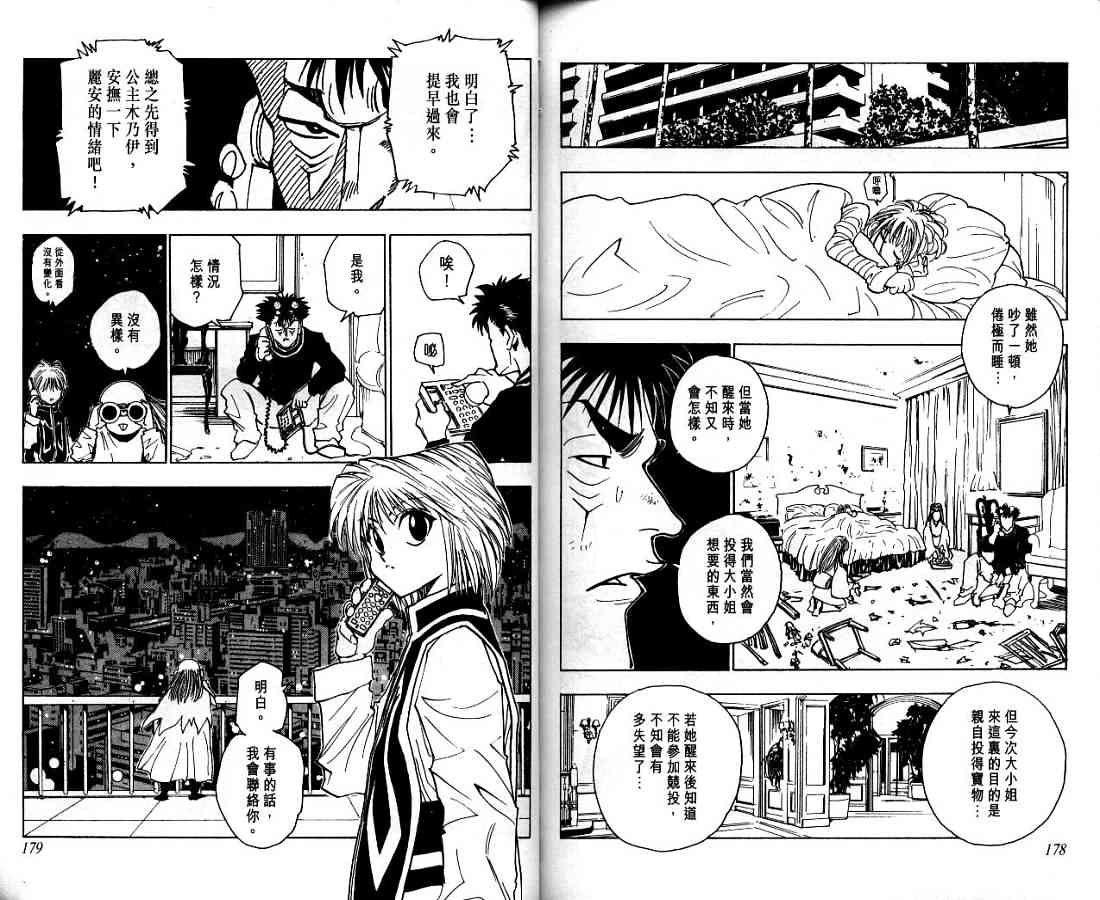 呼嚕
雖然她
吵了一頓，
倦極而睡…
但當她
醒來時，
不知又
會怎樣。
我們當然會
投得大小姐
想要的東西，
但今次大小姐
來這裏的目的是
親自投得寶物…
若她醒來後知道
不能參加競投，
不知會有
多失望了…
178
明白了…
我也會
提早過來。
總之先得到
公主木乃伊，
安撫一下
麗安的情緒吧！
唉！
嗶
是我。
情況
怎樣？
沒有
異樣。
從外面看
沒有變化。
明白。
有事的話，
我會聯絡你。
179